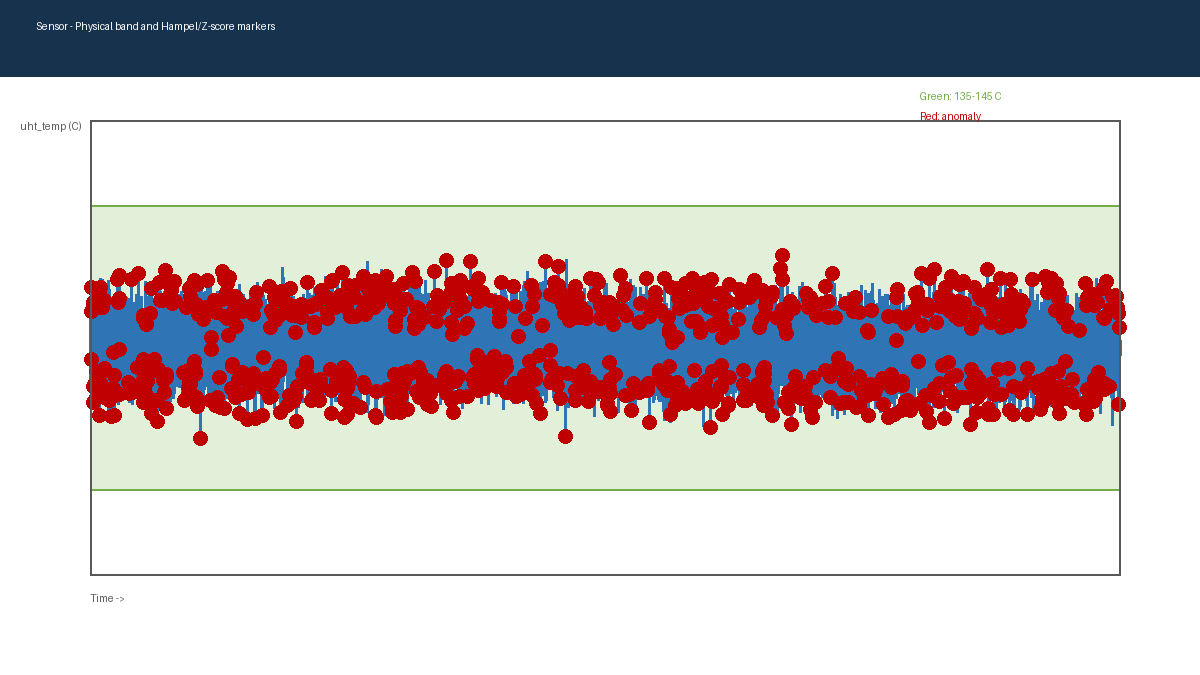 Sensor - Physical band and Hampel/Z-score markers
Green: 135-145 C
Red: anomaly
uht_temp (C)
Time ->